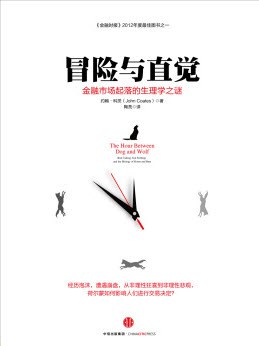 《金融时报》2012年度最佳图书之一
冒险与直觉
金融市场起落的生理学之谜
约翰·科茨（John Coates）◎著
The Hour Between
Dog and Wolf
经历泡沫，遭遇崩盘，从非理性狂喜到非理性悲观，
荷尔蒙如何影响人们进行交易决定？
中信出版集团
CHINACITICPRESS